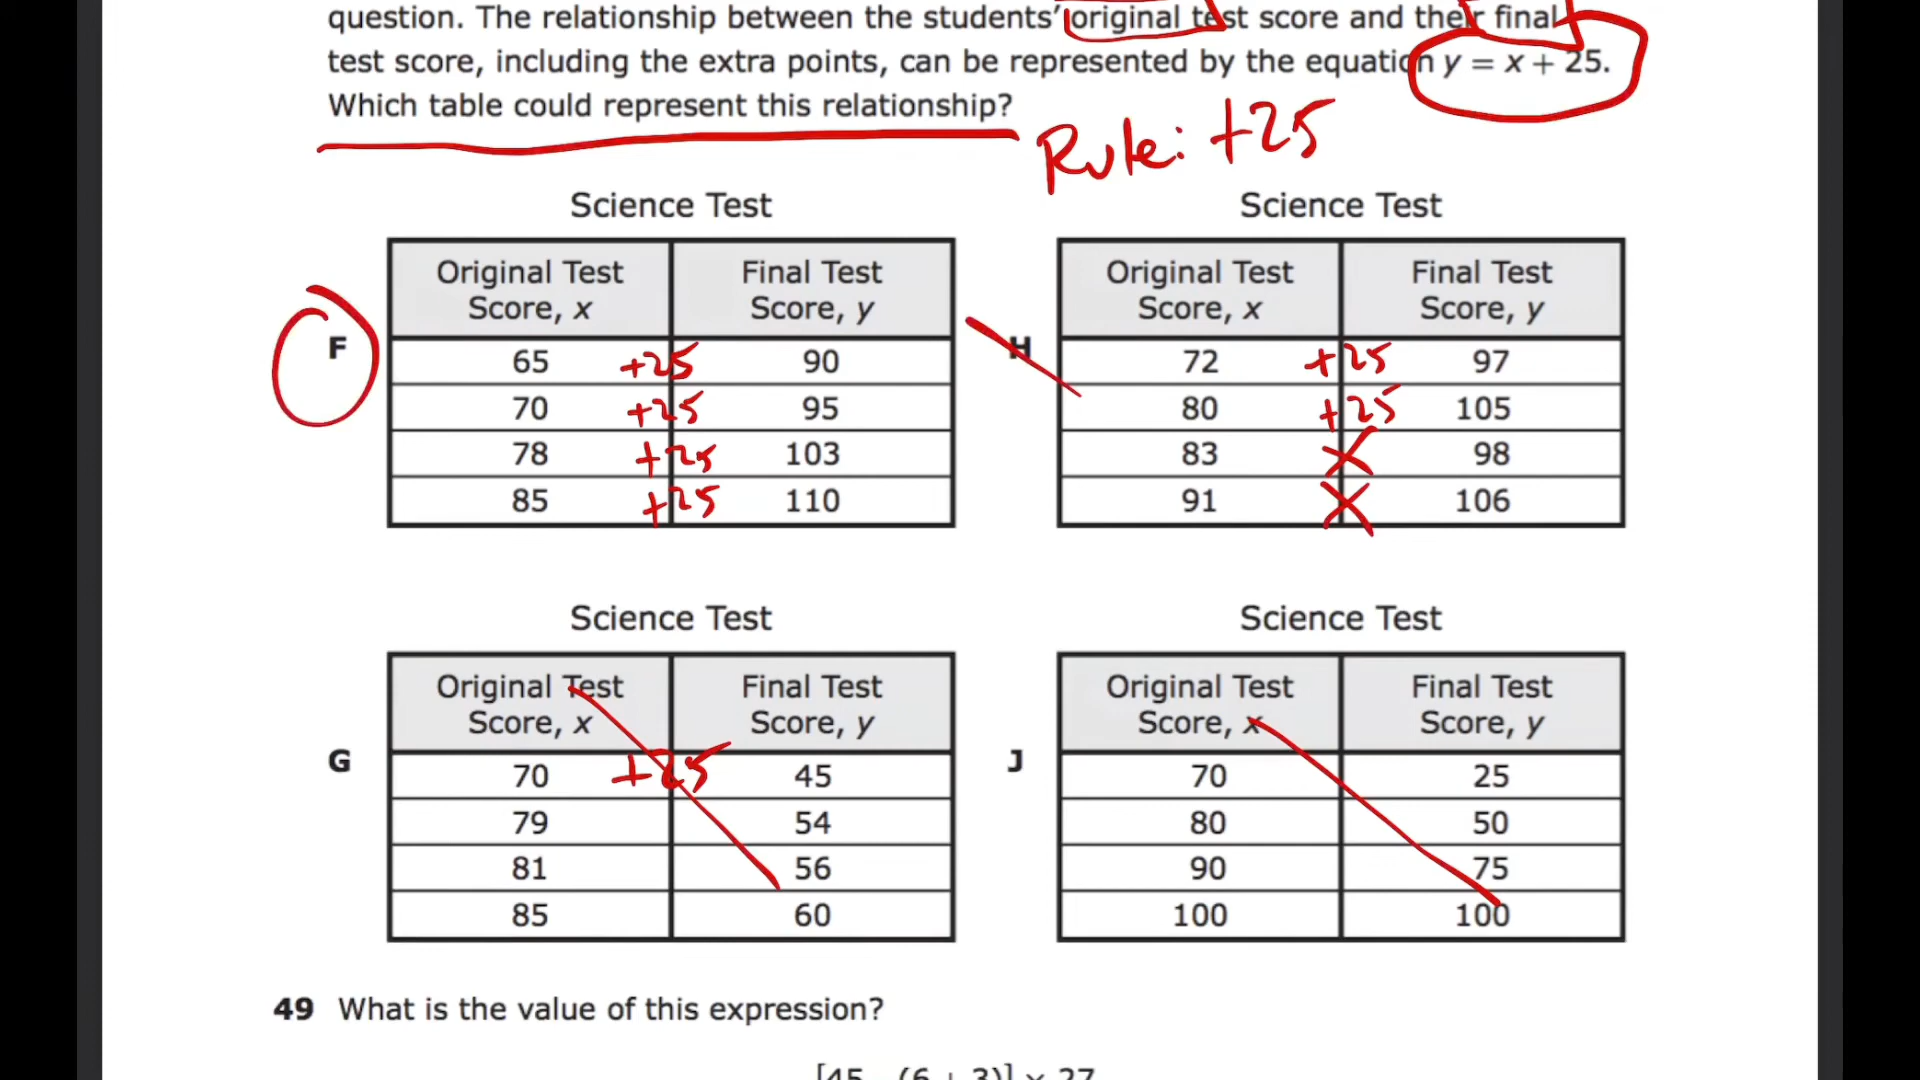 question. The relationship between the students' original test score and their final
test score, including the extra points, can be represented by the equation y = x + 25.
Which table could represent this relationship?
Rule: +25
Science Test
Original Test Score, x Final Test Score, y
F
65 +25 90
70 +25 95
78 +25 103
85 +25 110
Science Test
Original Test Score, x Final Test Score, y
H
72 +25 97
80 +25 105
83 X 98
91 X 106
Science Test
Original Test Score, x Final Test Score, y
G
70 +25 45
79 54
81 56
85 60
Science Test
Original Test Score, x Final Test Score, y
J
70 25
80 50
90 75
100 100
49 What is the value of this expression?
[45 - (6 + 3)] × 27